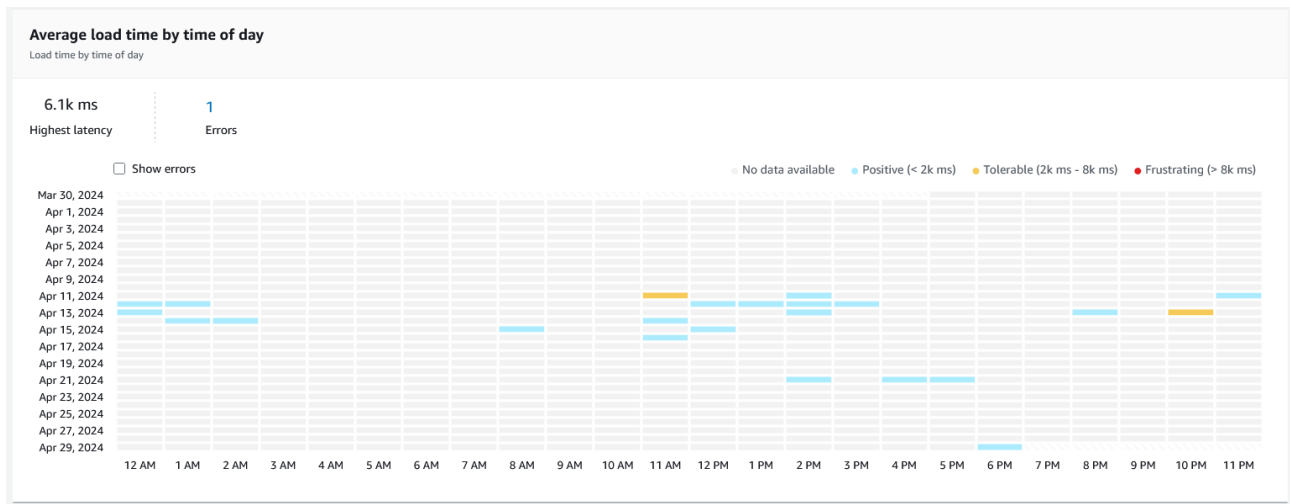 Average load time by time of day
Load time by time of day
6.1k ms
Highest latency
1
Errors
Show errors
No data available
Positive (< 2k ms)
Tolerable (2k ms - 8k ms)
Frustrating (> 8k ms)
Mar 30, 2024
Apr 1, 2024
Apr 3, 2024
Apr 5, 2024
Apr 7, 2024
Apr 9, 2024
Apr 11, 2024
Apr 13, 2024
Apr 15, 2024
Apr 17, 2024
Apr 19, 2024
Apr 21, 2024
Apr 23, 2024
Apr 25, 2024
Apr 27, 2024
Apr 29, 2024
12 AM 1 AM 2 AM 3 AM 4 AM 5 AM 6 AM 7 AM 8 AM 9 AM 10 AM 11 AM 12 PM 1 PM 2 PM 3 PM 4 PM 5 PM 6 PM 7 PM 8 PM 9 PM 10 PM 11 PM